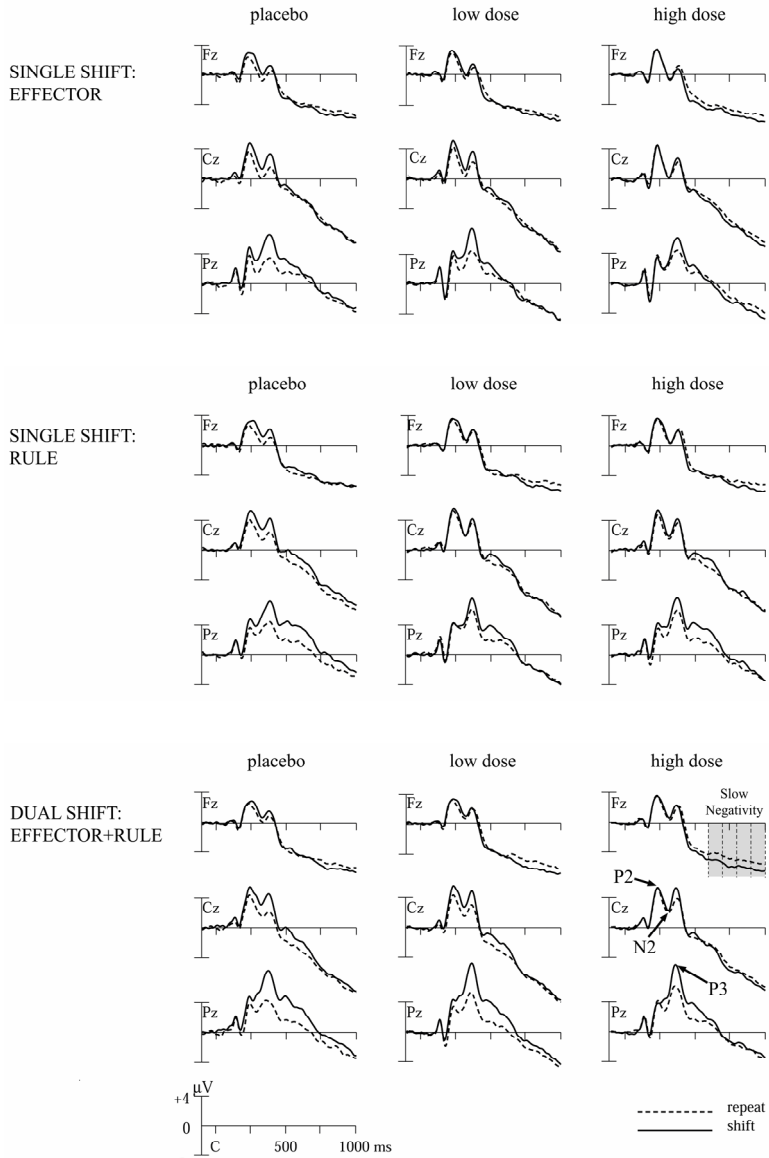 placebo low dose high dose
SINGLE SHIFT:
EFFECTOR
Fz Fz Fz
Cz Cz Cz
Pz Pz Pz
placebo low dose high dose
SINGLE SHIFT:
RULE
Fz Fz Fz
Cz Cz Cz
Pz Pz Pz
placebo low dose high dose
DUAL SHIFT:
EFFECTOR+RULE
Fz Fz Fz
Slow
Negativity
P2
Cz Cz Cz
N2
P3
Pz Pz Pz
μV
+4
0
C 500 1000 ms
repeat
shift